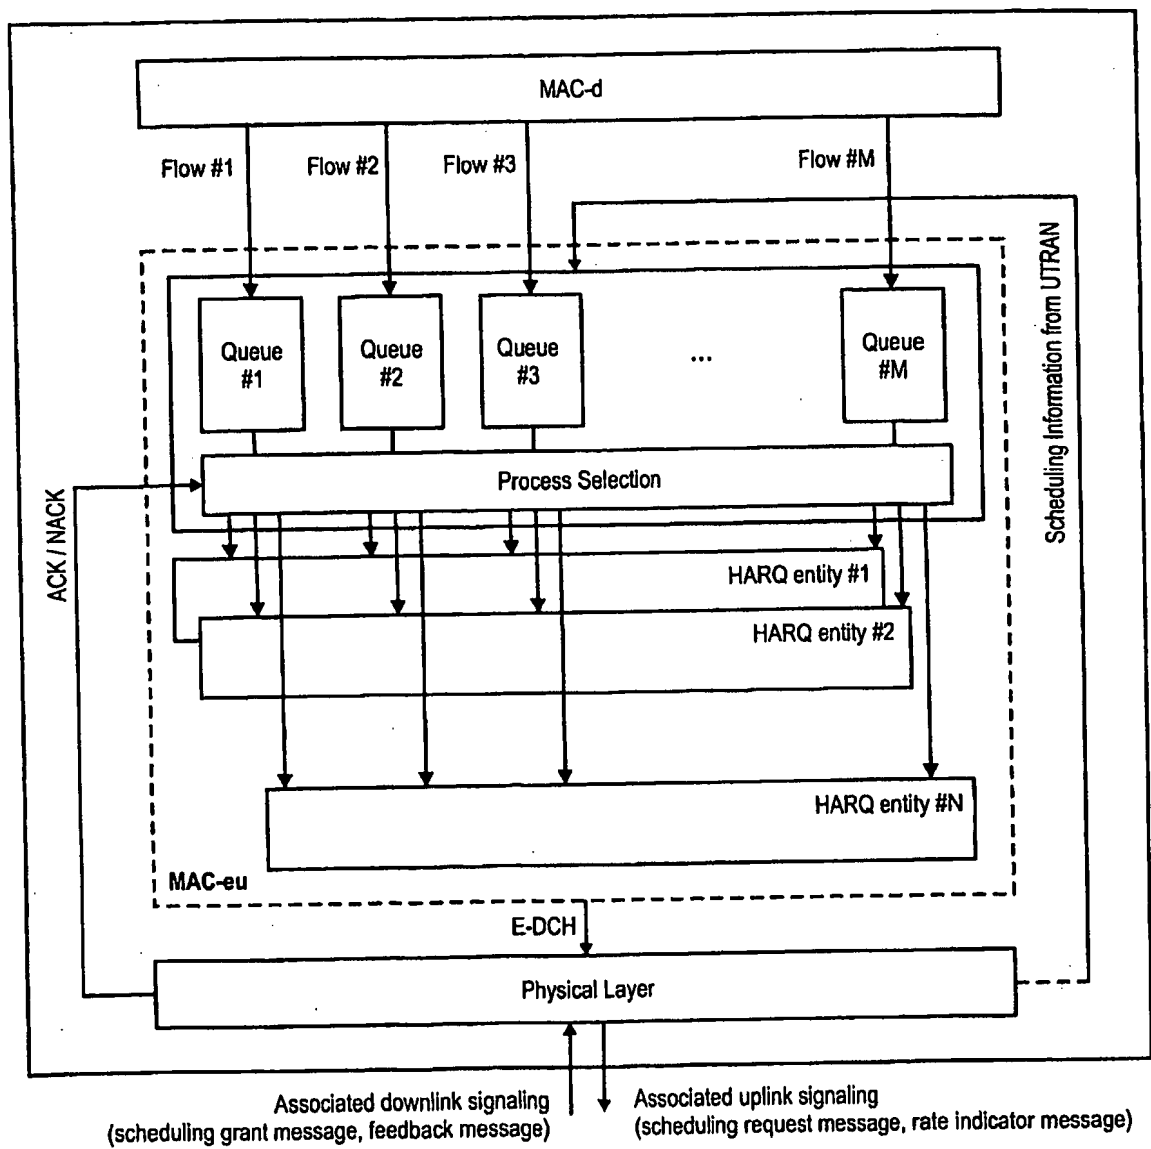 MAC-d
Flow #1
Flow #2
Flow #3
Flow #M
Scheduling Information from UTRAN
Queue
#1
Queue
#2
Queue
#3
...
Queue
#M
Process Selection
ACK / NACK
HARQ entity #1
HARQ entity #2
HARQ entity #N
MAC-eu
E-DCH
Physical Layer
Associated downlink signaling
(scheduling grant message, feedback message)
Associated uplink signaling
(scheduling request message, rate indicator message)